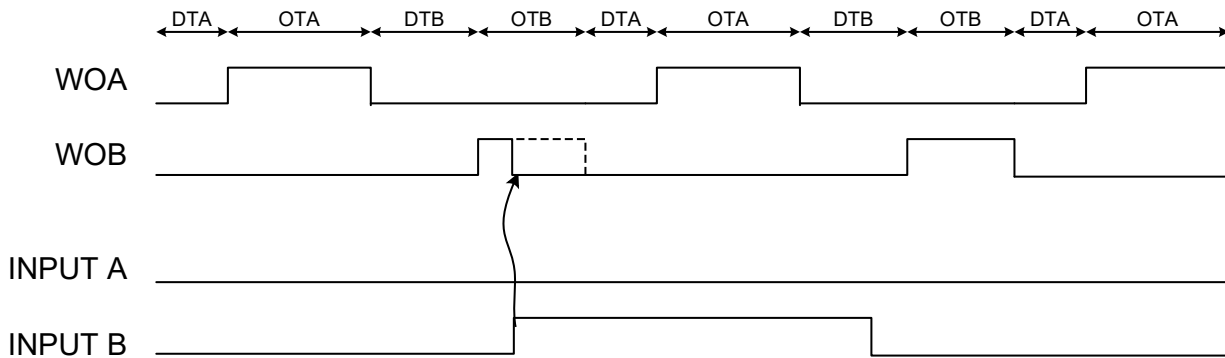 DTA OTA DTB OTB DTA OTA DTB OTB DTA OTA
WOA
WOB
INPUT A
INPUT B